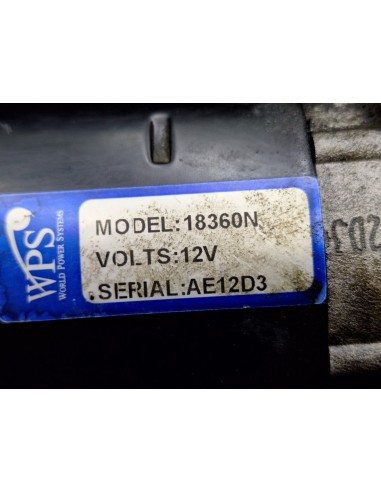 WPS
WORLD POWER SYSTEMS
MODEL:18360N
VOLTS:12V
.SERIAL:AE12D3